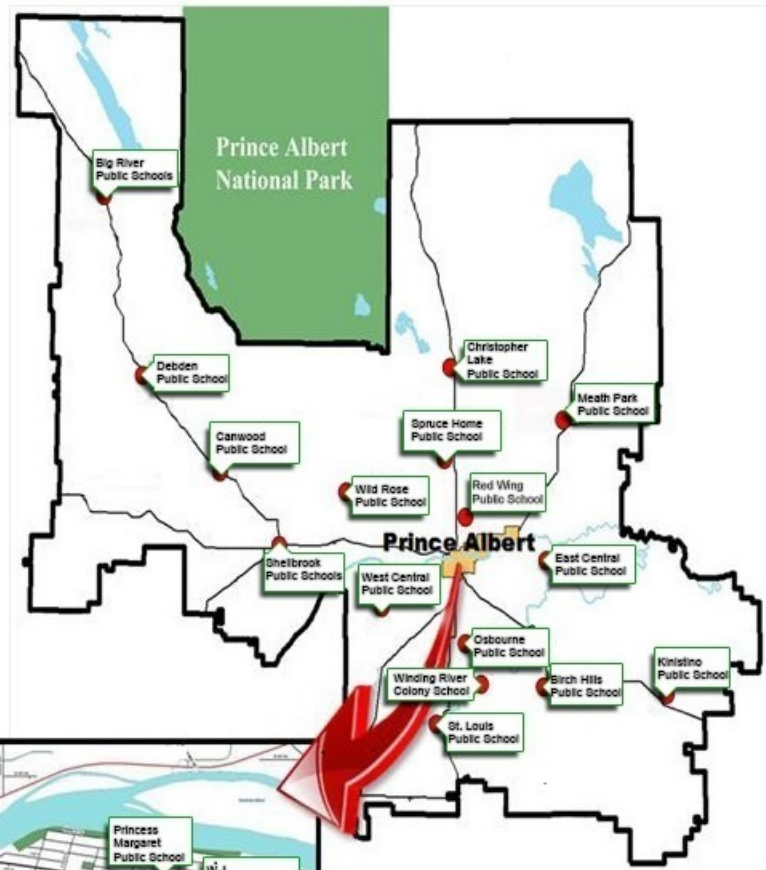 Prince Albert
National Park
Big River
Public Schools
Christopher
Lake
Public School
Debden
Public School
Meath Park
Public School
Spruce Home
Public School
Canwood
Public School
Wild Rose
Public School
Red Wing
Public School
Prince Albert
Shellbrook
Public Schools
East Central
Public School
West Central
Public School
Osbourne
Public School
Kinistino
Public School
Winding River
Colony School
Birch Hills
Public School
St. Louis
Public School
Princess
Margaret
Public School